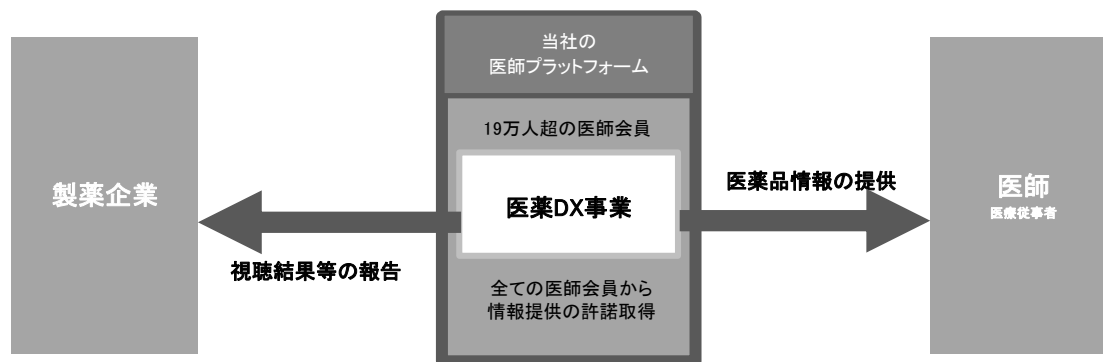 当社の
医師プラットフォーム
19万人超の医師会員
製薬企業
医薬DX事業
医薬品情報の提供
医師
医療従事者
視聴結果等の報告
全ての医師会員から
情報提供の許諾取得